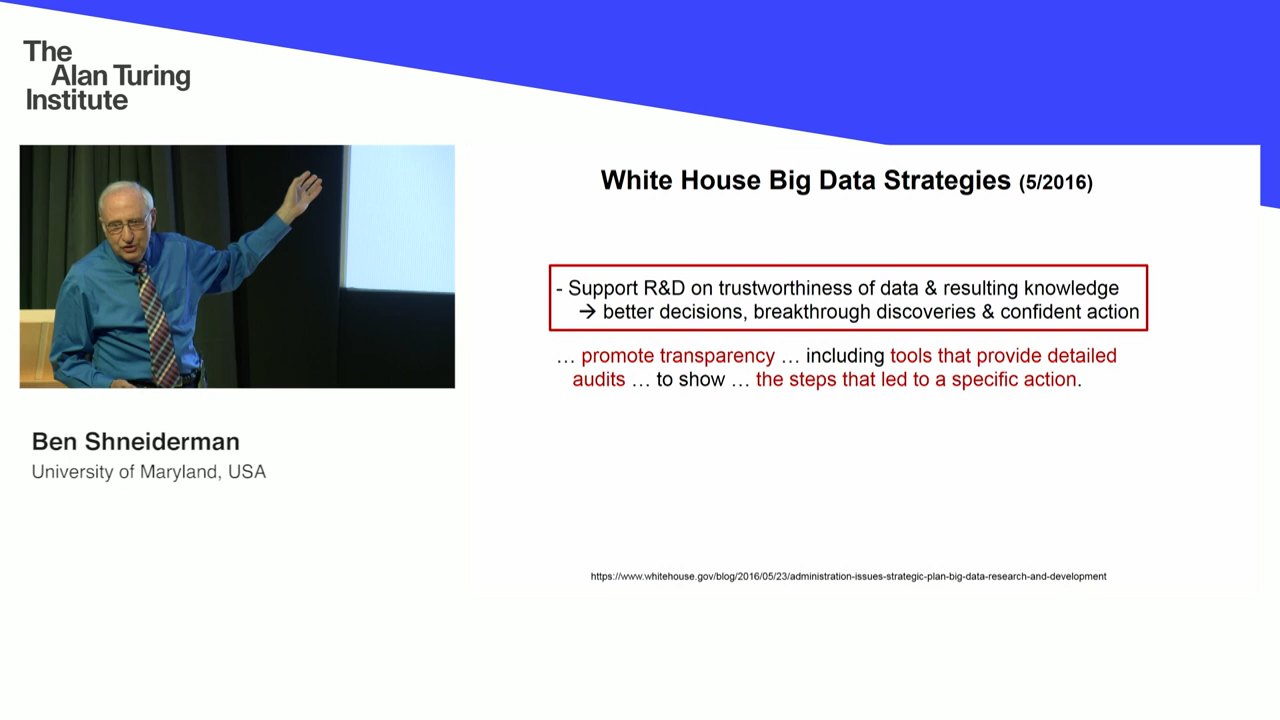 The
Alan Turing
Institute
White House Big Data Strategies (5/2016)
- Support R&D on trustworthiness of data & resulting knowledge
→ better decisions, breakthrough discoveries & confident action
… promote transparency … including tools that provide detailed
audits … to show … the steps that led to a specific action.
Ben Shneiderman
University of Maryland, USA
https://www.whitehouse.gov/blog/2016/05/23/administration-issues-strategic-plan-big-data-research-and-development